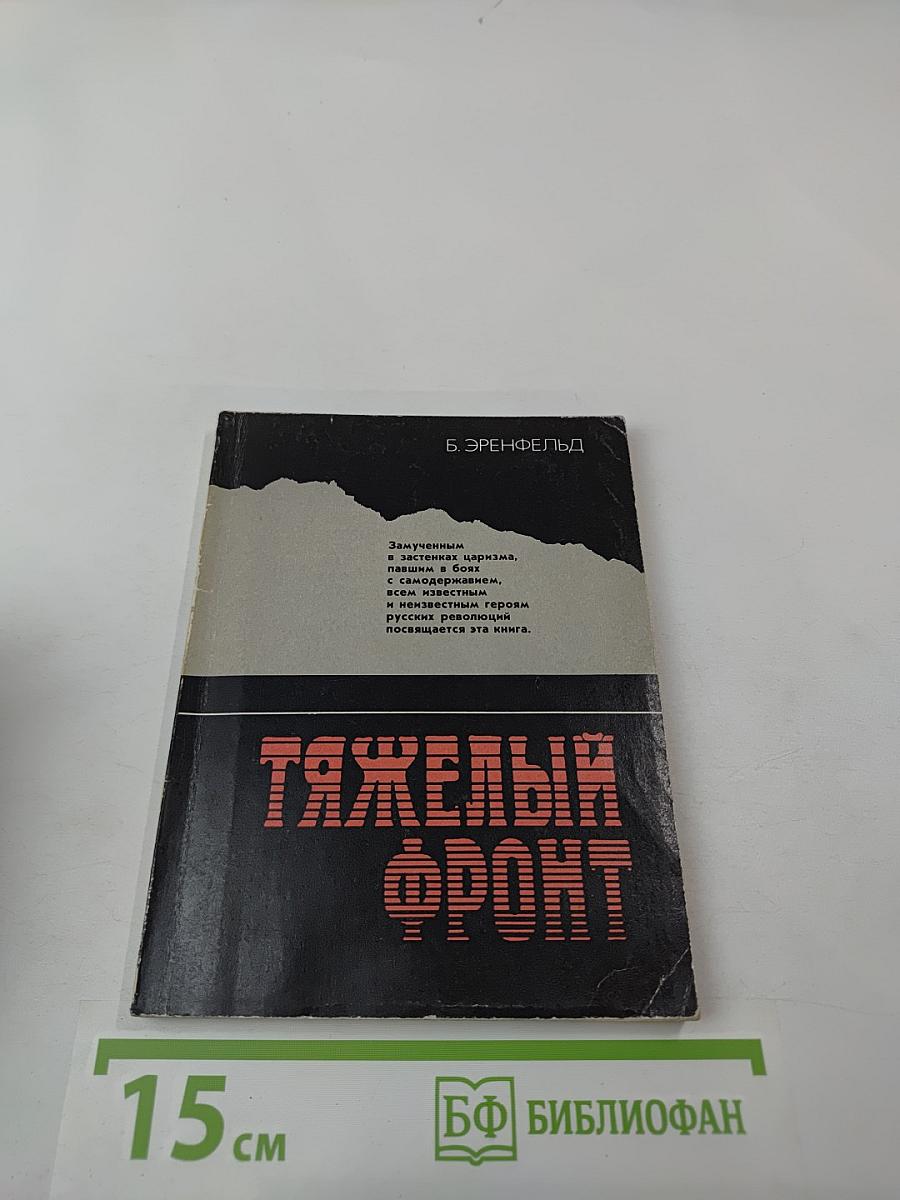 Б. ЭРЕНФЕЛЬД
Замученным
в застенках царизма,
павшим в боях
с самодержавием,
всем известным
и неизвестным героям
русских революций
посвящается эта книга.
ТЯЖЕЛЫЙ
ФРОНТ
15 см
БФ БИБЛИОФАН